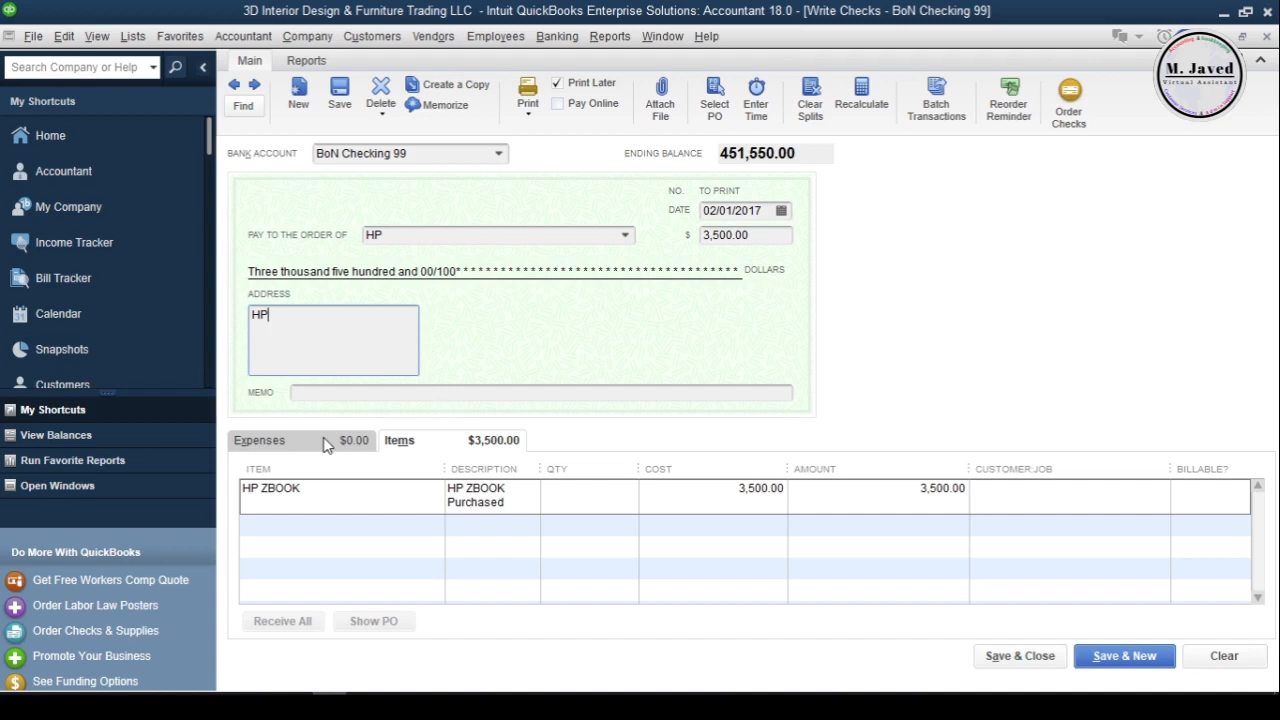 3D Interior Design & Furniture Trading LLC - Intuit QuickBooks Enterprise Solutions: Accountant 18.0 - [Write Checks - BoN Checking 99]
File Edit View Lists Favorites Accountant Company Customers Vendors Employees Banking Reports Window Help
Search Company or Help
My Shortcuts
Home
Accountant
My Company
Income Tracker
Bill Tracker
Calendar
Snapshots
Customers
My Shortcuts
View Balances
Run Favorite Reports
Open Windows
Do More With QuickBooks
Get Free Workers Comp Quote
Order Labor Law Posters
Order Checks & Supplies
Promote Your Business
See Funding Options
Main Reports
Find
New
Save
Delete
Create a Copy
Memorize
Print
Print Later
Pay Online
Attach File
Select PO
Enter Time
Clear Splits
Recalculate
Batch Transactions
Reorder Reminder
Order Checks
M. Javed
Virtual Assistant
BANK ACCOUNT BoN Checking 99 ENDING BALANCE 451,550.00
NO. TO PRINT
DATE 02/01/2017
PAY TO THE ORDER OF HP $ 3,500.00
Three thousand five hundred and 00/100* * * * * * * * * * * * * * * * * * * * * * * * * * * * * * * * * * * * * * DOLLARS
ADDRESS
HP
MEMO
Expenses $0.00 Items $3,500.00
ITEM DESCRIPTION QTY COST AMOUNT CUSTOMER:JOB BILLABLE?
HP ZBOOK HP ZBOOK 3,500.00 3,500.00
Purchased
Receive All Show PO
Save & Close Save & New Clear